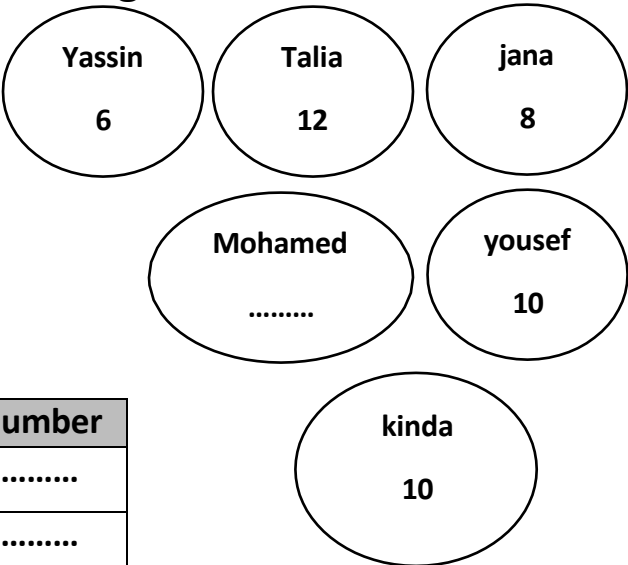 Yassin
6
Talia
12
jana
8
Mohamed
.........
yousef
10
kinda
10
umber
.........
.........